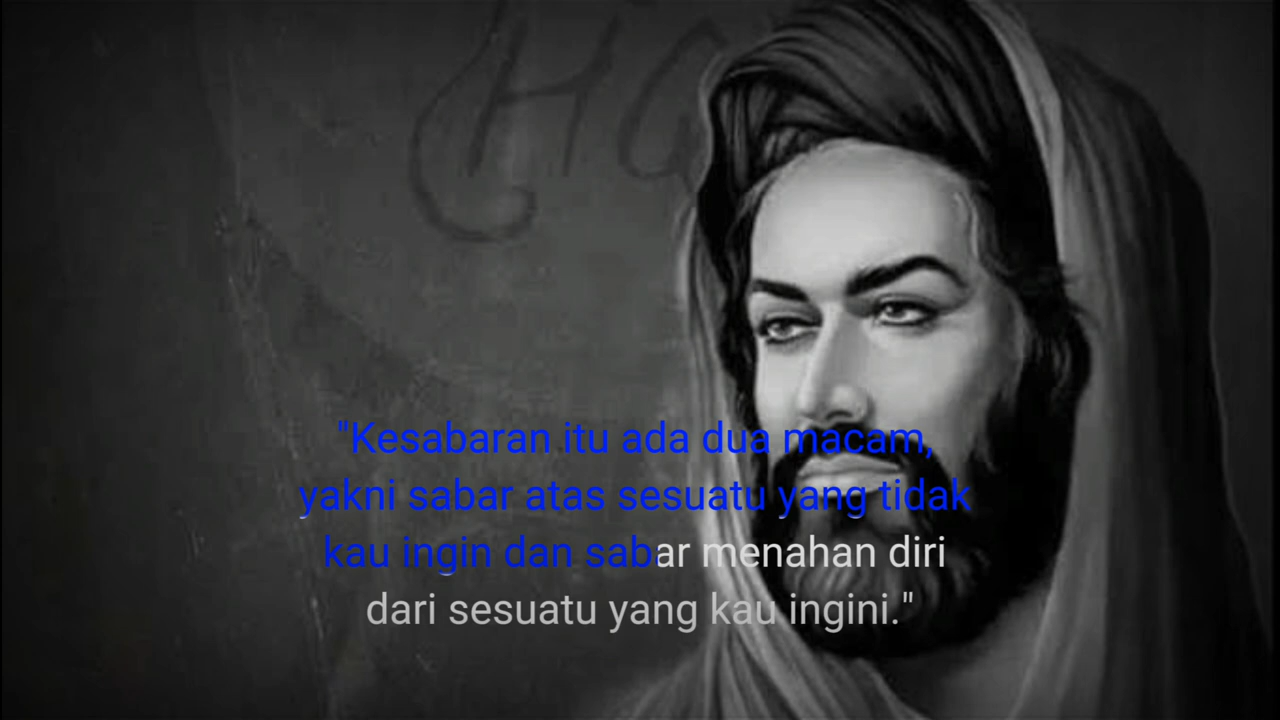 "Kesabaran itu ada dua macam,
yakni sabar atas sesuatu yang tidak
kau ingin dan sabar menahan diri
dari sesuatu yang kau ingini."